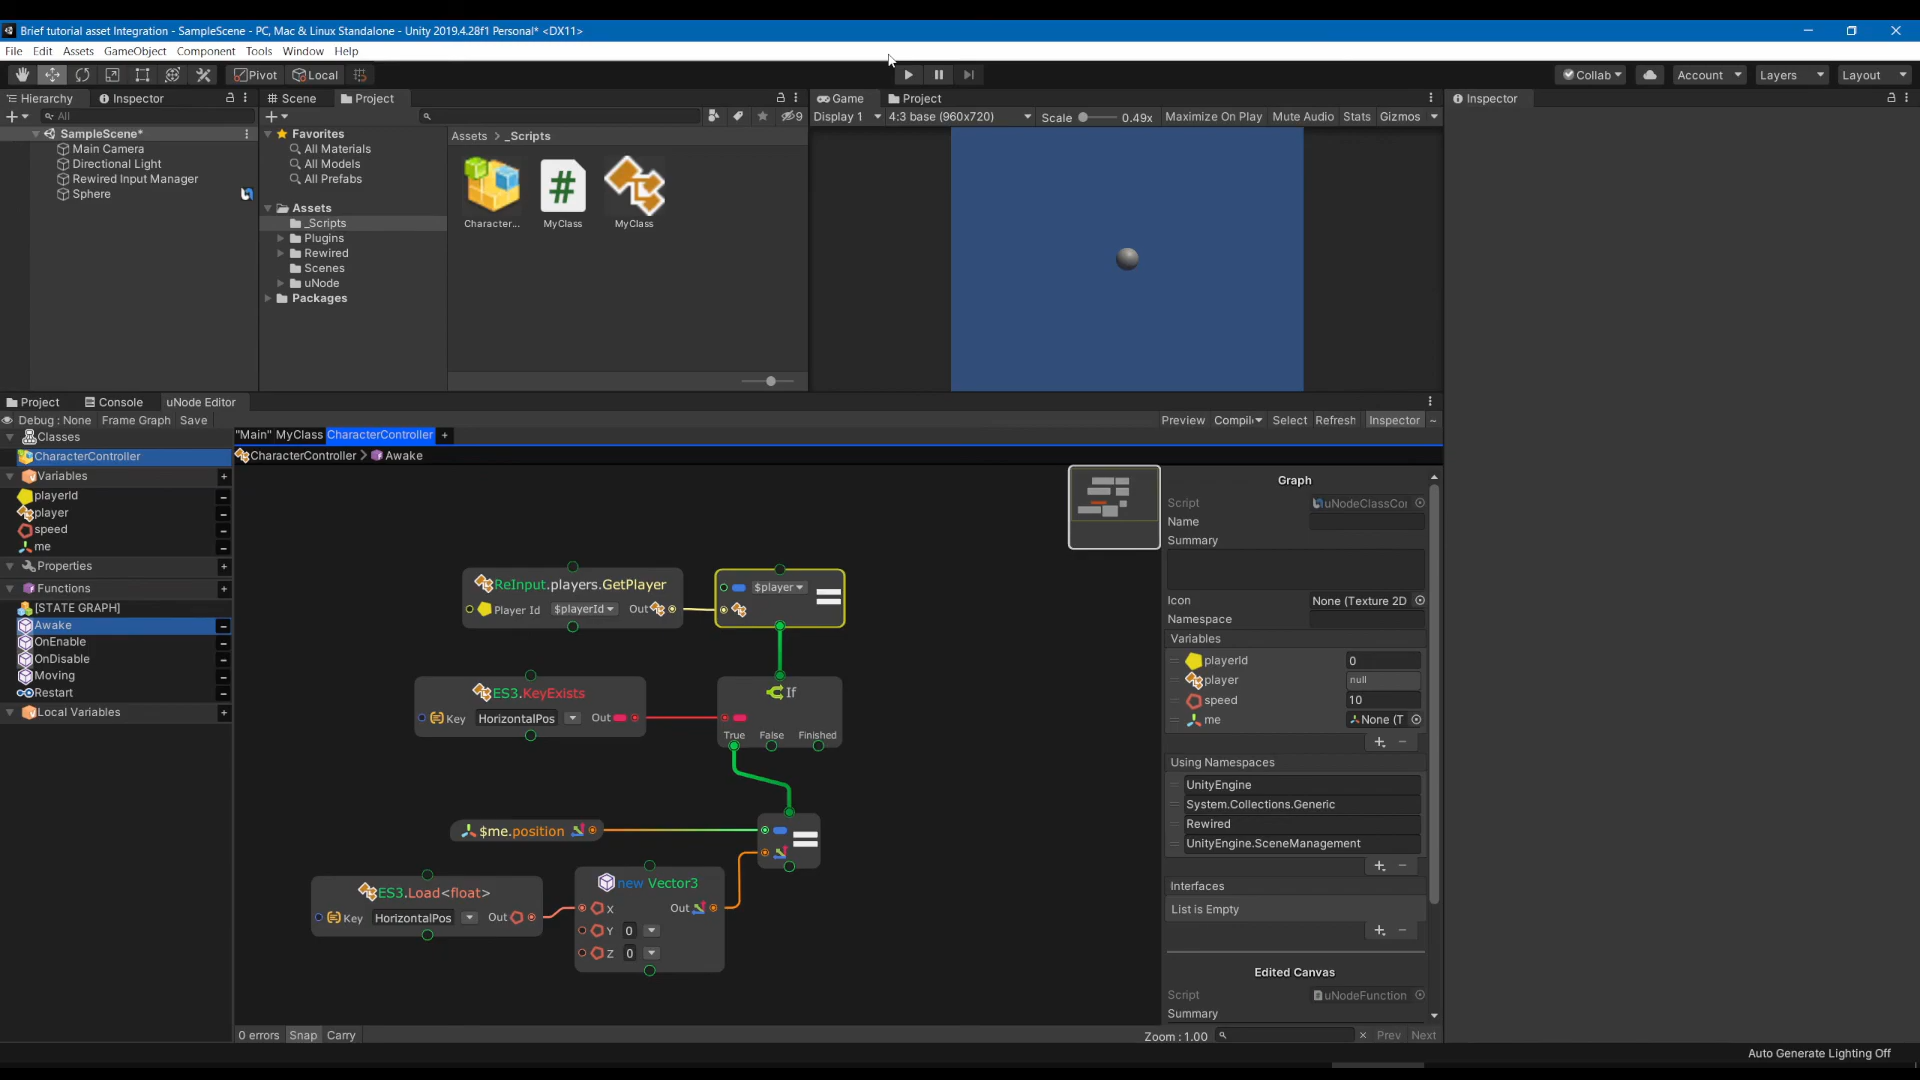 Brief tutorial asset Integration - SampleScene - PC, Mac & Linux Standalone - Unity 2019.4.28f1 Personal* <DX11>
File Edit Assets GameObject Component Tools Window Help
Pivot Local Collab Account Layers Layout
Hierarchy Inspector
All
SampleScene*
Main Camera
Directional Light
Rewired Input Manager
Sphere
Scene Project
9
Favorites
All Materials
All Models
All Prefabs
Assets
_Scripts
Plugins
Rewired
Scenes
uNode
Packages
Assets > _Scripts
Character... MyClass MyClass
Game Project
Display 1 4:3 base (960x720) Scale 0.49x Maximize On Play Mute Audio Stats Gizmos
Inspector
Project Console uNode Editor
Debug : None Frame Graph Save
Preview Compil Select Refresh Inspector ~
Classes
CharacterController
Variables
playerId
player
speed
me
Properties
Functions
[STATE GRAPH]
Awake
OnEnable
OnDisable
Moving
Restart
Local Variables
"Main" MyClass CharacterController +
CharacterController > Awake
ReInput.players.GetPlayer
Player Id $playerId Out
$player
ES3.KeyExists
Key HorizontalPos Out
If
True False Finished
$me.position
ES3.Load<float>
Key HorizontalPos Out
new Vector3
X Out
Y 0
Z 0
Graph
Script uNodeClassCo
Name
Summary
Icon None (Texture 2D
Namespace
Variables
playerId 0
player null
speed 10
me None (T
Using Namespaces
UnityEngine
System.Collections.Generic
Rewired
UnityEngine.SceneManagement
Interfaces
List is Empty
Edited Canvas
Script uNodeFunction
Summary
0 errors Snap Carry
Zoom : 1.00 × Prev Next
Auto Generate Lighting Off